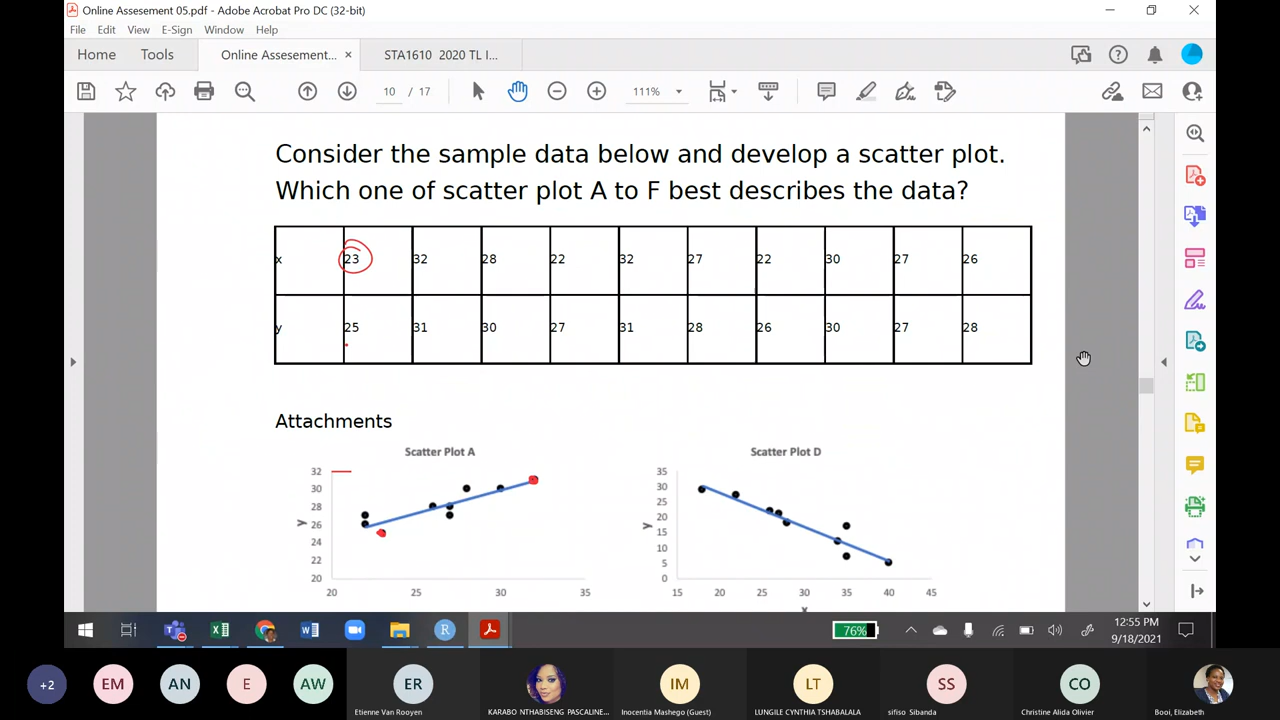 Online Assesement 05.pdf - Adobe Acrobat Pro DC (32-bit)
File Edit View E-Sign Window Help
Home Tools Online Assesement... × STA1610 2020 TL I...
10 / 17 111%
Consider the sample data below and develop a scatter plot.
Which one of scatter plot A to F best describes the data?
x 23 32 28 22 32 27 22 30 27 26
y 25 31 30 27 31 28 26 30 27 28
Attachments
Scatter Plot A
32
30
28
26
24
22
20
y
20 25 30 35
Scatter Plot D
35
30
25
20
15
10
5
0
y
15 20 25 30 35 40 45
x
76% 12:55 PM
9/18/2021
+2 EM AN E AW ER IM LT SS CO
Etienne Van Rooyen KARABO NTHABISENG PASCALINE... Inocentia Mashego (Guest) LUNGILE CYNTHIA TSHABALALA sifiso Sibanda Christine Alida Olivier Booi, Elizabeth